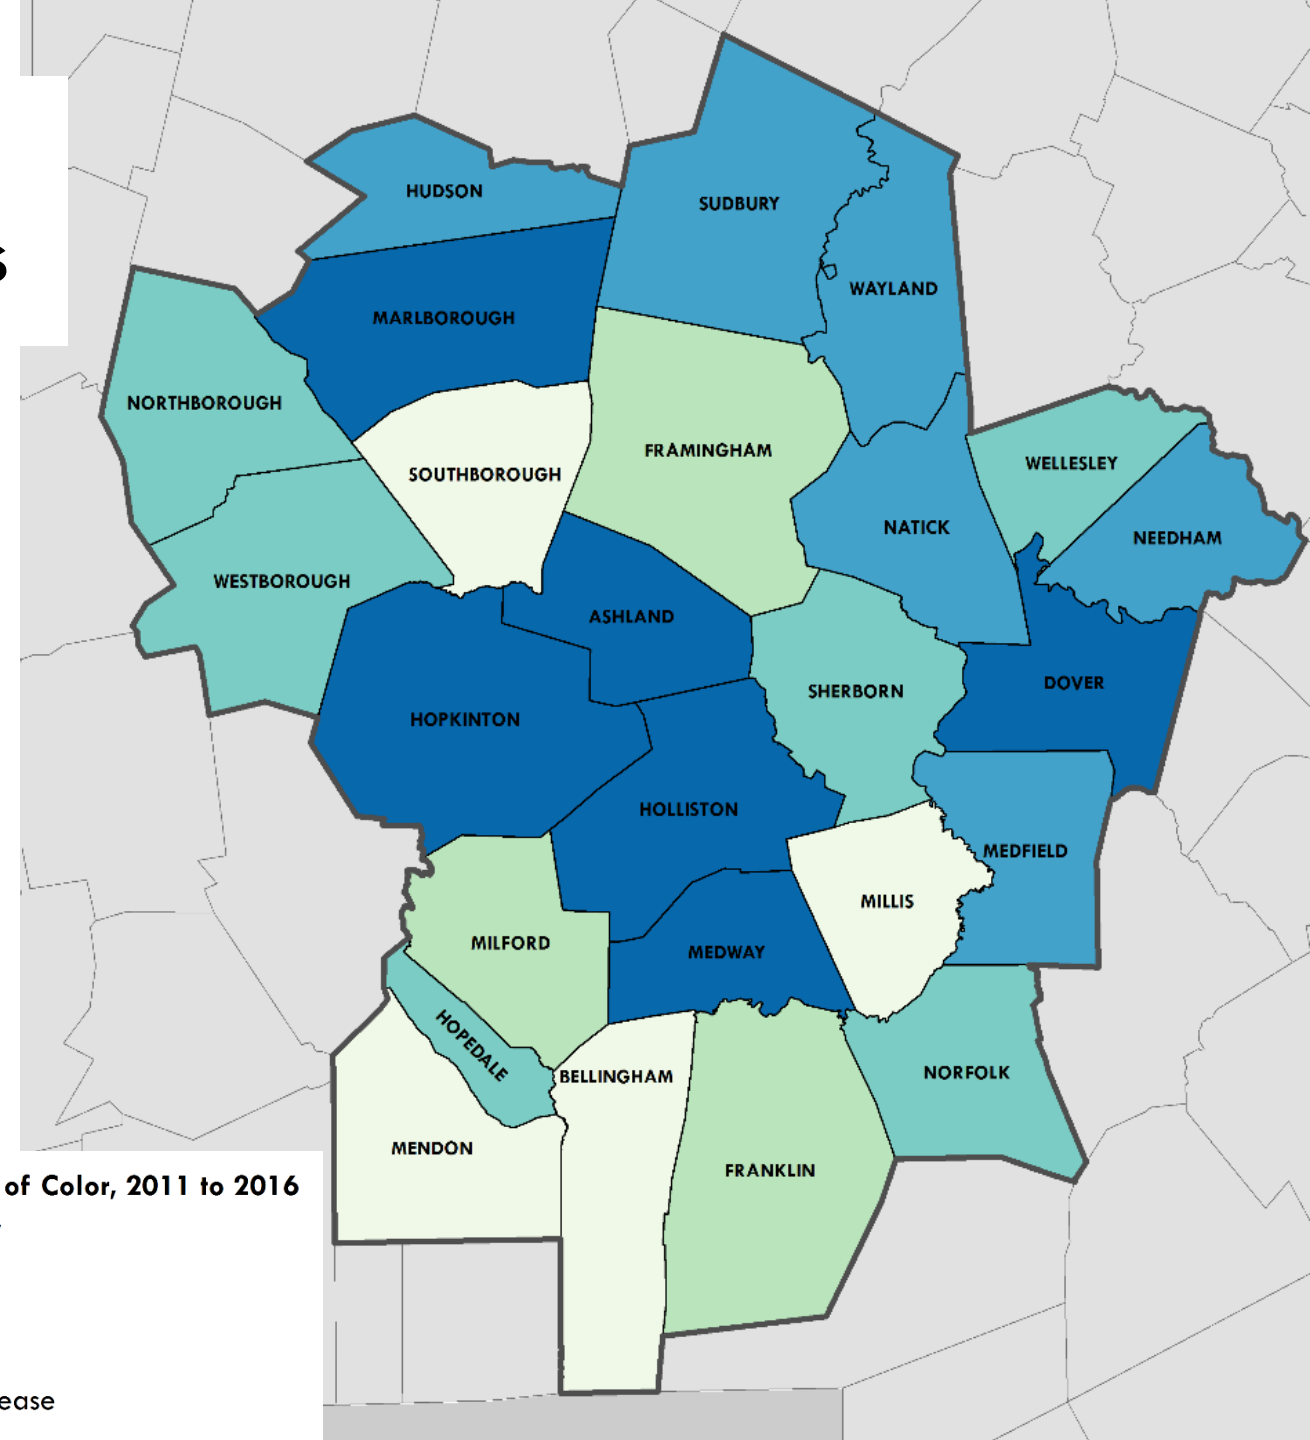 HUDSON
SUDBURY
WAYLAND
MARLBOROUGH
NORTHBOROUGH
SOUTHBOROUGH
FRAMINGHAM
WELLESLEY
NATICK
NEEDHAM
WESTBOROUGH
ASHLAND
DOVER
SHERBORN
HOPKINTON
HOLLISTON
MEDFIELD
MILLIS
MILFORD
MEDWAY
HOPEDALE
NORFOLK
BELLINGHAM
MENDON
FRANKLIN
of Color, 2011 to 2016
ease